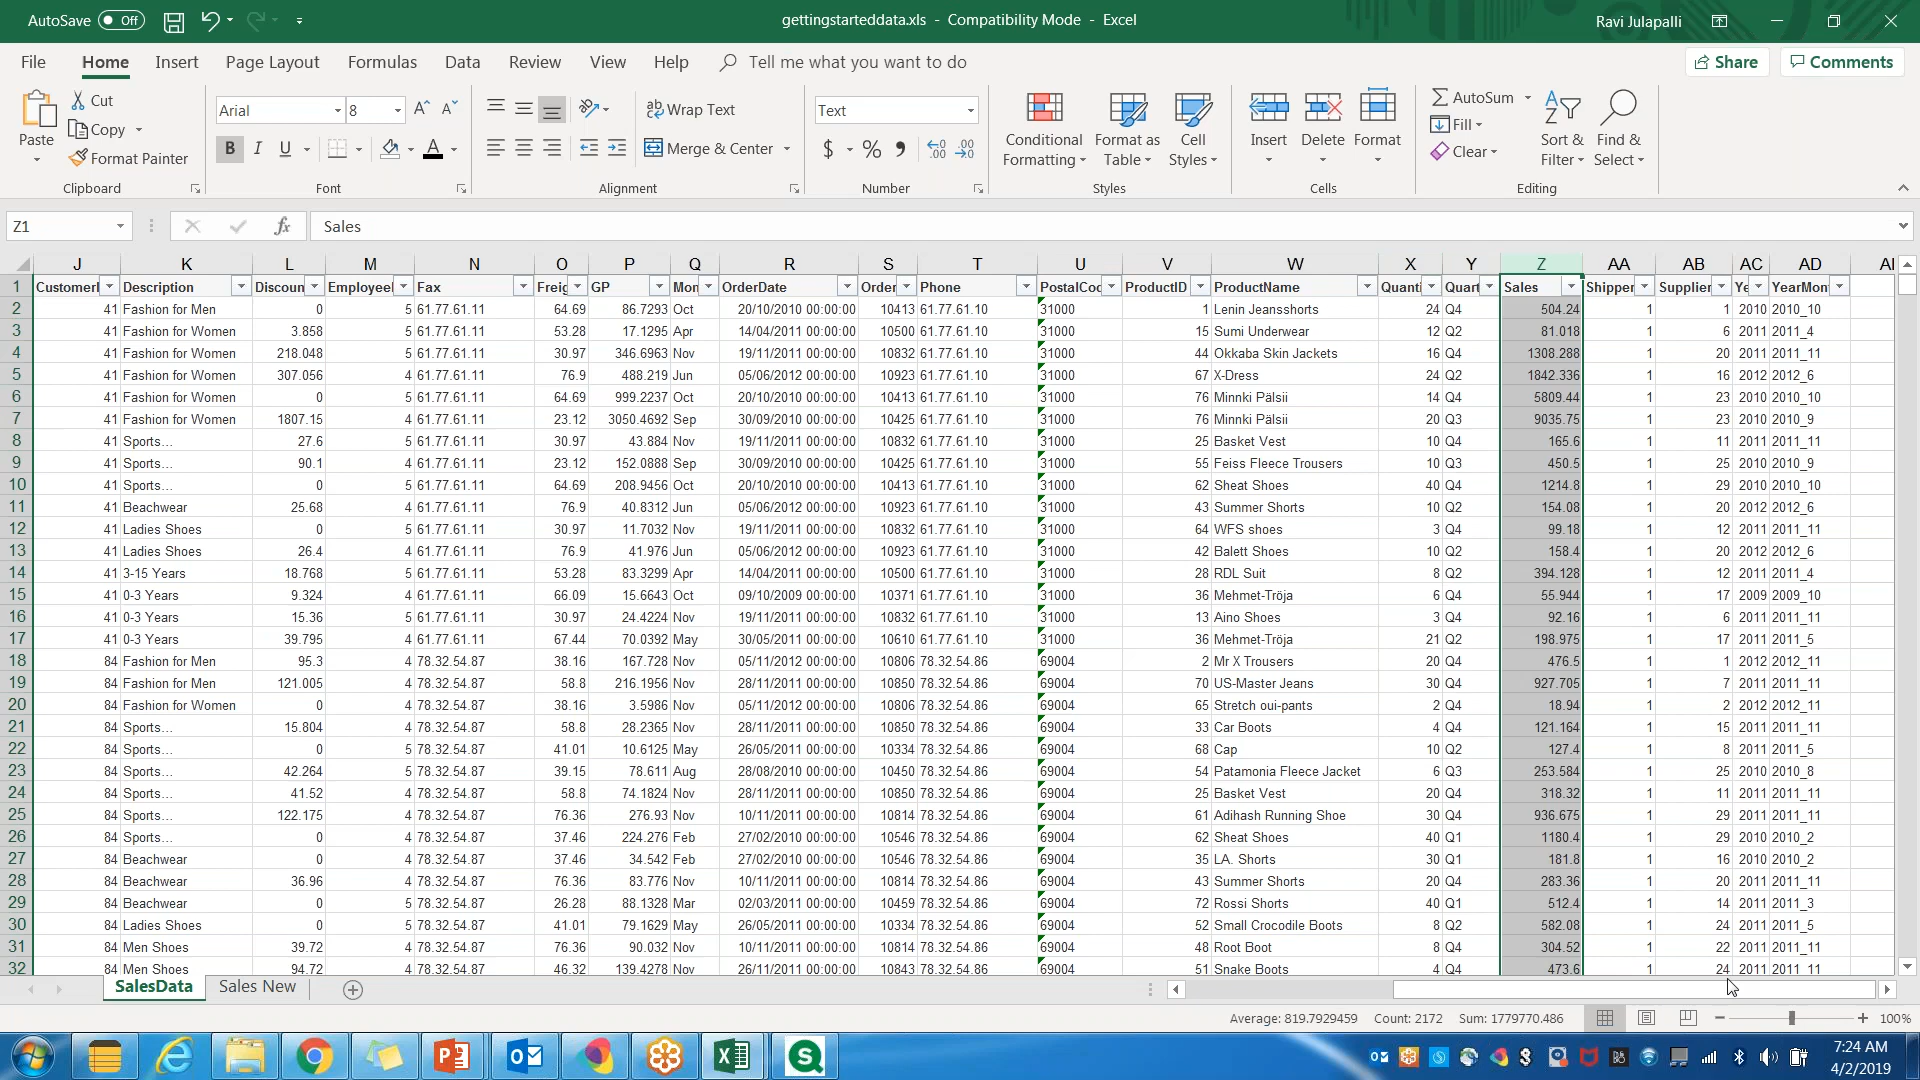 AutoSave Off gettingstarteddata.xls - Compatibility Mode - Excel Ravi Julapalli
File Home Insert Page Layout Formulas Data Review View Help Tell me what you want to do Share Comments
Paste Cut Copy Format Painter Clipboard
Arial 8 B I U A Font
Wrap Text Merge & Center Alignment
Text $ % Number
Conditional Formatting Format as Table Cell Styles Styles
Insert Delete Format Cells
AutoSum Fill Clear Sort & Filter Find & Select Editing
Z1 fx Sales
J K L M N O P Q R S T U V W X Y Z AA AB AC AD
1 Customer Description Discoun Employee Fax Freig GP Mon OrderDate Order Phone PostalCoo ProductID ProductName Quanti Quart Sales Shipper Supplier Ye YearMon
2 41 Fashion for Men 0 5 61.77.61.11 64.69 86.7293 Oct 20/10/2010 00:00:00 10413 61.77.61.10 31000 1 Lenin Jeansshorts 24 Q4 504.24 1 1 2010 2010_10
3 41 Fashion for Women 3.858 5 61.77.61.11 53.28 17.1295 Apr 14/04/2011 00:00:00 10500 61.77.61.10 31000 15 Sumi Underwear 12 Q2 81.018 1 6 2011 2011_4
4 41 Fashion for Women 218.048 5 61.77.61.11 30.97 346.6963 Nov 19/11/2011 00:00:00 10832 61.77.61.10 31000 44 Okkaba Skin Jackets 16 Q4 1308.288 1 20 2011 2011_11
5 41 Fashion for Women 307.056 4 61.77.61.11 76.9 488.219 Jun 05/06/2012 00:00:00 10923 61.77.61.10 31000 67 X-Dress 24 Q2 1842.336 1 16 2012 2012_6
6 41 Fashion for Women 0 5 61.77.61.11 64.69 999.2237 Oct 20/10/2010 00:00:00 10413 61.77.61.10 31000 76 Minnki Pälsii 14 Q4 5809.44 1 23 2010 2010_10
7 41 Fashion for Women 1807.15 4 61.77.61.11 23.12 3050.4692 Sep 30/09/2010 00:00:00 10425 61.77.61.10 31000 76 Minnki Pälsii 20 Q3 9035.75 1 23 2010 2010_9
8 41 Sports... 27.6 5 61.77.61.11 30.97 43.884 Nov 19/11/2011 00:00:00 10832 61.77.61.10 31000 25 Basket Vest 10 Q4 165.6 1 11 2011 2011_11
9 41 Sports... 90.1 4 61.77.61.11 23.12 152.0888 Sep 30/09/2010 00:00:00 10425 61.77.61.10 31000 55 Feiss Fleece Trousers 10 Q3 450.5 1 25 2010 2010_9
10 41 Sports... 0 5 61.77.61.11 64.69 208.9456 Oct 20/10/2010 00:00:00 10413 61.77.61.10 31000 62 Sheat Shoes 40 Q4 1214.8 1 29 2010 2010_10
11 41 Beachwear 25.68 4 61.77.61.11 76.9 40.8312 Jun 05/06/2012 00:00:00 10923 61.77.61.10 31000 43 Summer Shorts 10 Q2 154.08 1 20 2012 2012_6
12 41 Ladies Shoes 0 5 61.77.61.11 30.97 11.7032 Nov 19/11/2011 00:00:00 10832 61.77.61.10 31000 64 WFS shoes 3 Q4 99.18 1 12 2011 2011_11
13 41 Ladies Shoes 26.4 4 61.77.61.11 76.9 41.976 Jun 05/06/2012 00:00:00 10923 61.77.61.10 31000 42 Balett Shoes 10 Q2 158.4 1 20 2012 2012_6
14 41 3-15 Years 18.768 5 61.77.61.11 53.28 83.3299 Apr 14/04/2011 00:00:00 10500 61.77.61.10 31000 28 RDL Suit 8 Q2 394.128 1 12 2011 2011_4
15 41 0-3 Years 9.324 4 61.77.61.11 66.09 15.6643 Oct 09/10/2009 00:00:00 10371 61.77.61.10 31000 36 Mehmet-Tröja 6 Q4 55.944 1 17 2009 2009_10
16 41 0-3 Years 15.36 5 61.77.61.11 30.97 24.4224 Nov 19/11/2011 00:00:00 10832 61.77.61.10 31000 13 Aino Shoes 3 Q4 92.16 1 6 2011 2011_11
17 41 0-3 Years 39.795 4 61.77.61.11 67.44 70.0392 May 30/05/2011 00:00:00 10610 61.77.61.10 31000 36 Mehmet-Tröja 21 Q2 198.975 1 17 2011 2011_5
18 84 Fashion for Men 95.3 4 78.32.54.87 38.16 167.728 Nov 05/11/2012 00:00:00 10806 78.32.54.86 69004 2 Mr X Trousers 20 Q4 476.5 1 1 2012 2012_11
19 84 Fashion for Men 121.005 4 78.32.54.87 58.8 216.1956 Nov 28/11/2011 00:00:00 10850 78.32.54.86 69004 70 US-Master Jeans 30 Q4 927.705 1 7 2011 2011_11
20 84 Fashion for Women 0 4 78.32.54.87 38.16 3.5986 Nov 05/11/2012 00:00:00 10806 78.32.54.86 69004 65 Stretch oui-pants 2 Q4 18.94 1 2 2012 2012_11
21 84 Sports... 15.804 4 78.32.54.87 58.8 28.2365 Nov 28/11/2011 00:00:00 10850 78.32.54.86 69004 33 Car Boots 4 Q4 121.164 1 15 2011 2011_11
22 84 Sports... 0 5 78.32.54.87 41.01 10.6125 May 26/05/2011 00:00:00 10334 78.32.54.86 69004 68 Cap 10 Q2 127.4 1 8 2011 2011_5
23 84 Sports... 42.264 5 78.32.54.87 39.15 78.611 Aug 28/08/2010 00:00:00 10450 78.32.54.86 69004 54 Patamonia Fleece Jacket 6 Q3 253.584 1 25 2010 2010_8
24 84 Sports... 41.52 4 78.32.54.87 58.8 74.1824 Nov 28/11/2011 00:00:00 10850 78.32.54.86 69004 25 Basket Vest 20 Q4 318.32 1 11 2011 2011_11
25 84 Sports... 122.175 4 78.32.54.87 76.36 276.93 Nov 10/11/2011 00:00:00 10814 78.32.54.86 69004 61 Adihash Running Shoe 30 Q4 936.675 1 29 2011 2011_11
26 84 Sports... 0 4 78.32.54.87 37.46 224.276 Feb 27/02/2010 00:00:00 10546 78.32.54.86 69004 62 Sheat Shoes 40 Q1 1180.4 1 29 2010 2010_2
27 84 Beachwear 0 4 78.32.54.87 37.46 34.542 Feb 27/02/2010 00:00:00 10546 78.32.54.86 69004 35 LA. Shorts 30 Q1 181.8 1 16 2010 2010_2
28 84 Beachwear 36.96 4 78.32.54.87 76.36 83.776 Nov 10/11/2011 00:00:00 10814 78.32.54.86 69004 43 Summer Shorts 20 Q4 283.36 1 20 2011 2011_11
29 84 Beachwear 0 5 78.32.54.87 26.28 88.1328 Mar 02/03/2011 00:00:00 10459 78.32.54.86 69004 72 Rossi Shorts 40 Q1 512.4 1 14 2011 2011_3
30 84 Ladies Shoes 0 5 78.32.54.87 41.01 79.1629 May 26/05/2011 00:00:00 10334 78.32.54.86 69004 52 Small Crocodile Boots 8 Q2 582.08 1 24 2011 2011_5
31 84 Men Shoes 39.72 4 78.32.54.87 76.36 90.032 Nov 10/11/2011 00:00:00 10814 78.32.54.86 69004 48 Root Boot 8 Q4 304.52 1 22 2011 2011_11
32 84 Men Shoes 94.72 4 78.32.54.87 46.32 139.4278 Nov 26/11/2011 00:00:00 10843 78.32.54.86 69004 51 Snake Boots 4 Q4 473.6 1 24 2011 2011_11
SalesData Sales New
Average: 819.7929459 Count: 2172 Sum: 1779770.486 100%
7:24 AM
4/2/2019